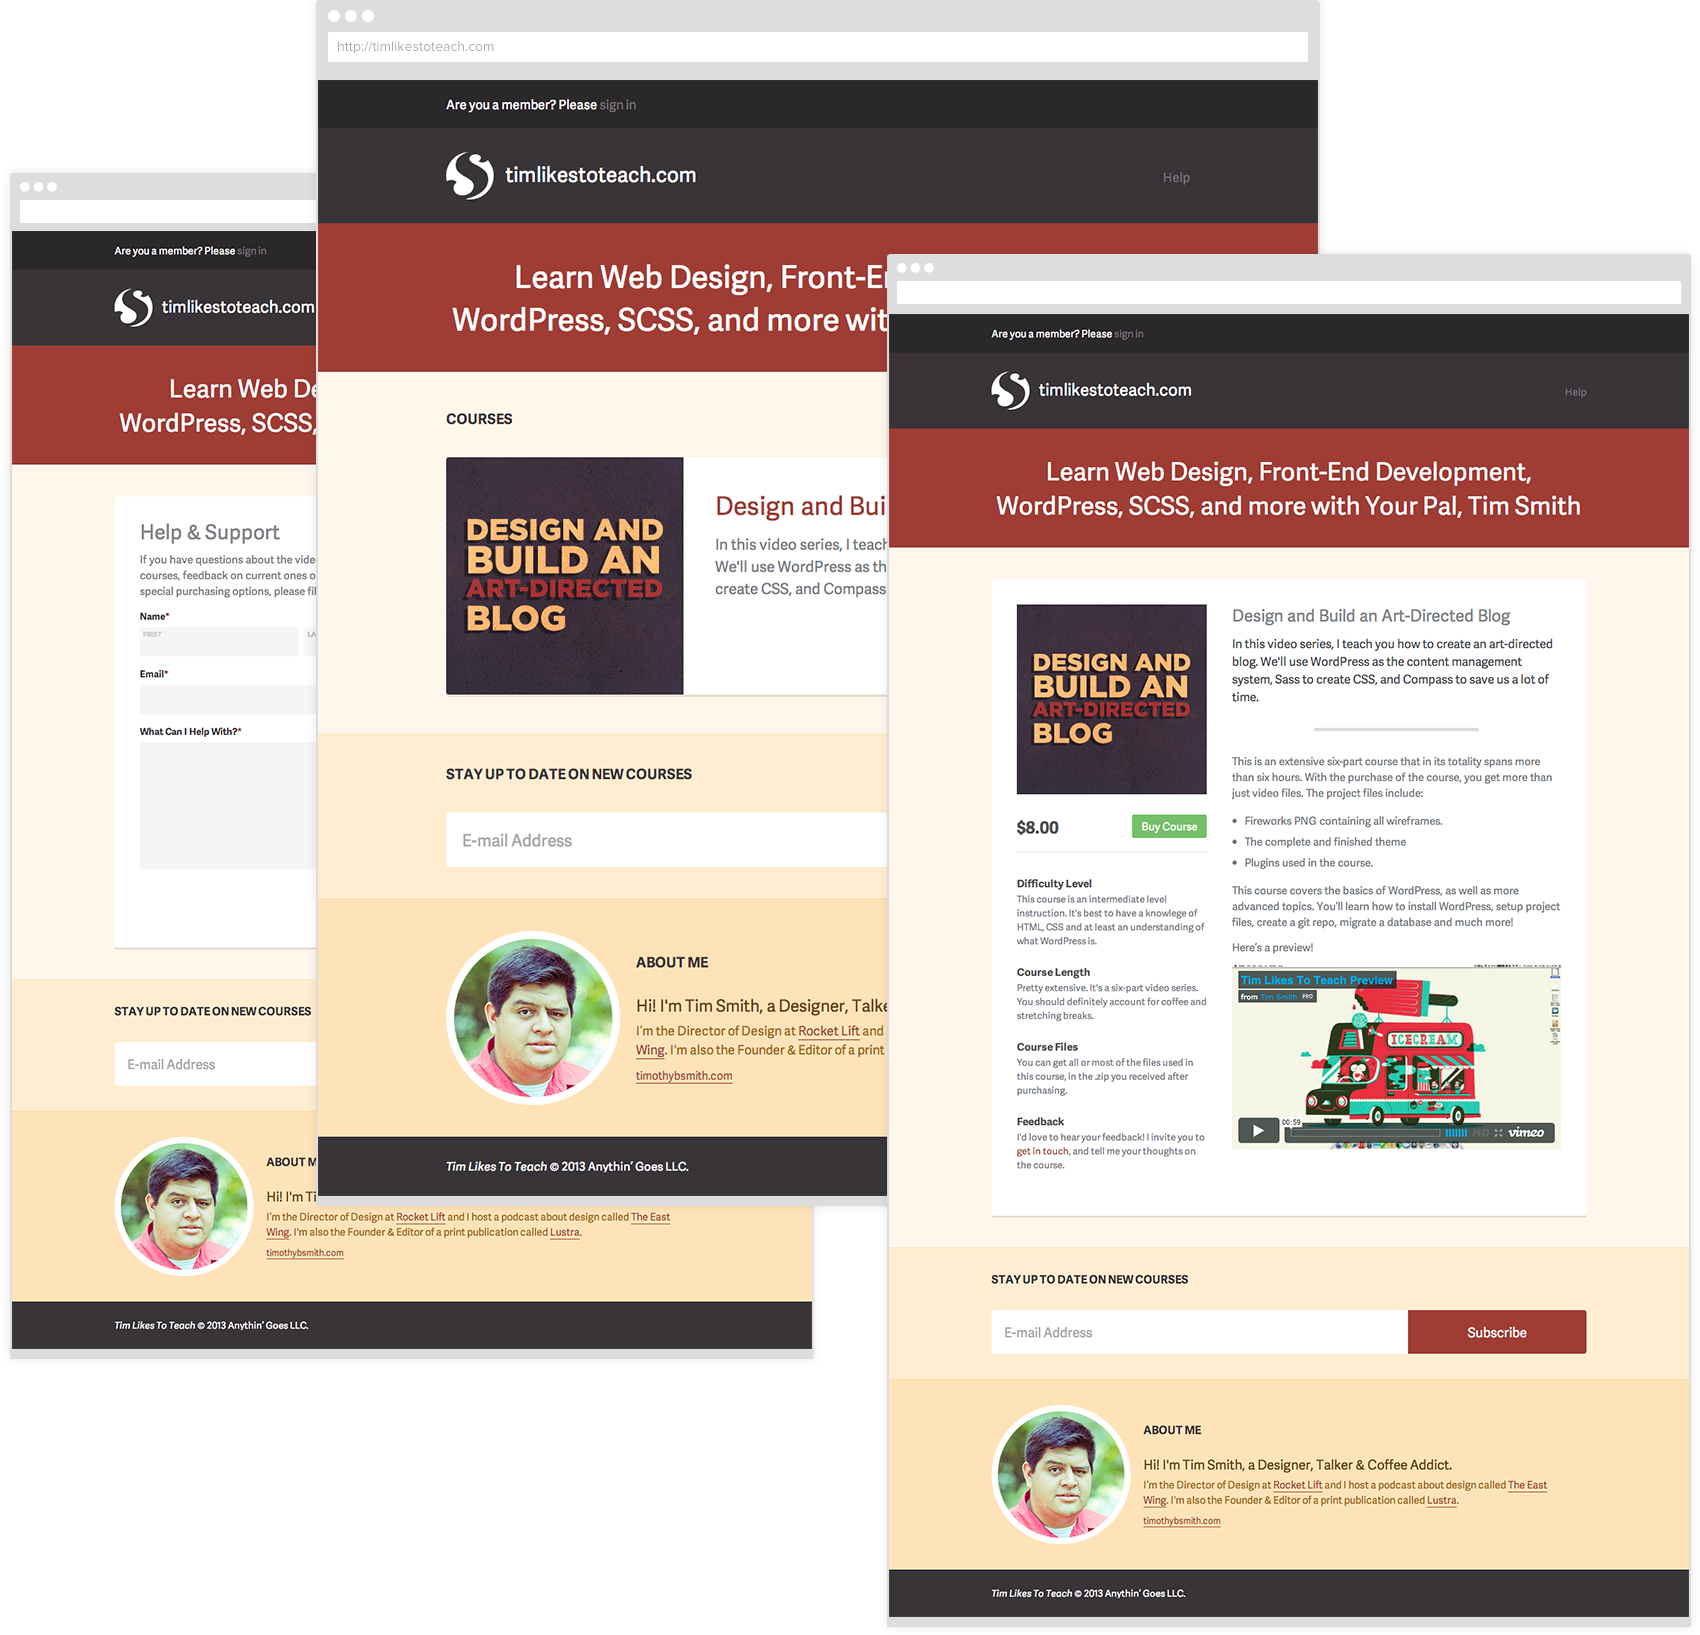 http://timlikestoteach.com
Are you a member? Please sign in
timlikestoteach.com
Help
Learn Web Design, Front-E
WordPress, SCSS, and more wit
COURSES
DESIGN AND
BUILD AN
ART-DIRECTED
BLOG
Design and Bui
In this video series, I teach
We'll use WordPress as th
create CSS, and Compass
STAY UP TO DATE ON NEW COURSES
E-mail Address
ABOUT ME
Hi! I'm Tim Smith, a Designer, Talke
I'm the Director of Design at Rocket Lift and
Wing. I'm also the Founder & Editor of a print
timothybsmith.com
Tim Likes To Teach © 2013 Anythin' Goes LLC.
Are you a member? Please sign in
timlikestoteach.com
Learn Web De
WordPress, SCSS,
Help & Support
If you have questions about the vide
courses, feedback on current ones o
special purchasing options, please fil
Name*
FIRST
LA
Email*
What Can I Help With?*
STAY UP TO DATE ON NEW COURSES
E-mail Address
ABOUT M
Hi! I'm Ti
I'm the Director of Design at Rocket Lift and I host a podcast about design called The East
Wing. I'm also the Founder & Editor of a print publication called Lustra.
timothybsmith.com
Tim Likes To Teach © 2013 Anythin' Goes LLC.
Are you a member? Please sign in
timlikestoteach.com
Help
Learn Web Design, Front-End Development,
WordPress, SCSS, and more with Your Pal, Tim Smith
DESIGN AND
BUILD AN
ART-DIRECTED
BLOG
$8.00
Buy Course
Difficulty Level
This course is an intermediate level
instruction. It's best to have a knowlege of
HTML, CSS and at least an understanding of
what WordPress is.
Course Length
Pretty extensive. It's a six-part video series.
You should definitely account for coffee and
stretching breaks.
Course Files
You can get all or most of the files used in
this course, in the .zip you received after
purchasing.
Feedback
I'd love to hear your feedback! I invite you to
get in touch, and tell me your thoughts on
the course.
Design and Build an Art-Directed Blog
In this video series, I teach you how to create an art-directed
blog. We'll use WordPress as the content management
system, Sass to create CSS, and Compass to save us a lot of
time.
This is an extensive six-part course that in its totality spans more
than six hours. With the purchase of the course, you get more than
just video files. The project files include:
• Fireworks PNG containing all wireframes.
• The complete and finished theme
• Plugins used in the course.
This course covers the basics of WordPress, as well as more
advanced topics. You'll learn how to install WordPress, setup project
files, create a git repo, migrate a database and much more!
Here's a preview!
Tim Likes To Teach Preview
from Tim Smith PRO
ICECREAM
00:59
HD
vimeo
STAY UP TO DATE ON NEW COURSES
E-mail Address
Subscribe
ABOUT ME
Hi! I'm Tim Smith, a Designer, Talker & Coffee Addict.
I'm the Director of Design at Rocket Lift and I host a podcast about design called The East
Wing. I'm also the Founder & Editor of a print publication called Lustra.
timothybsmith.com
Tim Likes To Teach © 2013 Anythin' Goes LLC.